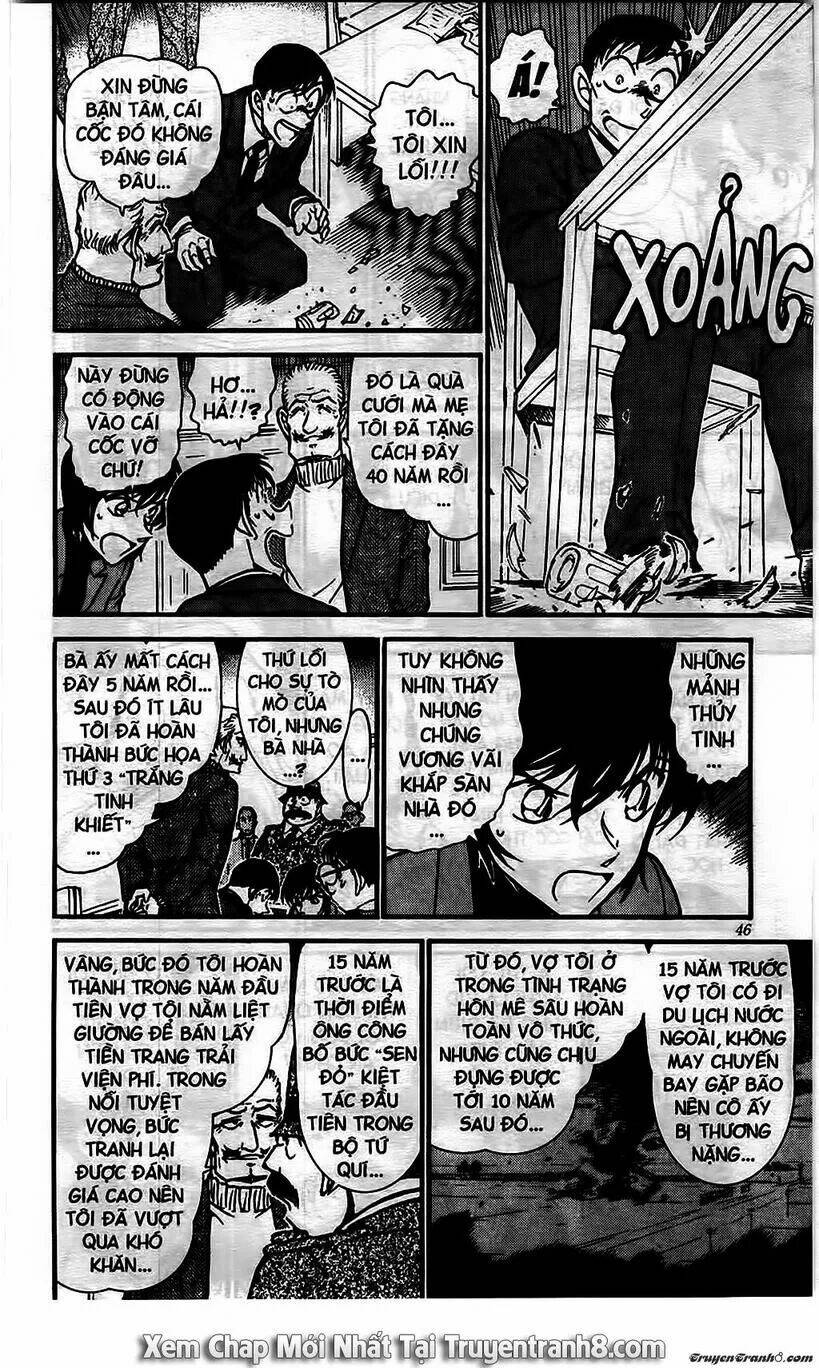 Á!
XOẢNG
TÔI...
TÔI XIN
LỖI!!!
XIN ĐỪNG
BẬN TÂM, CÁI
CỐC ĐÓ KHÔNG
ĐÁNG GIÁ
ĐÂU...
ĐÓ LÀ QUÀ
CƯỚI MÀ MẸ
TÔI ĐÃ TẶNG
CÁCH ĐÂY
40 NĂM RỒI
...
HƠ...
HẢ!!?
NÀY ĐỪNG
CÓ ĐỘNG
VÀO CÁI
CỐC VỠ
CHỨ!
NHỮNG
MẢNH
THỦY
TINH
...
TUY KHÔNG
NHÌN THẤY
NHƯNG
CHÚNG
VƯƠNG VÃI
KHẮP SÀN
NHÀ ĐÓ
...
THỨ LỖI
CHO SỰ TÒ
MÒ CỦA
TÔI, NHƯNG
BÀ NHÀ
...?
...
BÀ ẤY MẤT CÁCH
ĐÂY 5 NĂM RỒI...
SAU ĐÓ ÍT LÂU
TÔI ĐÃ HOÀN
THÀNH BỨC HỌA
THỨ 3 "TRẮNG
TINH
KHIẾT"
...
46
15 NĂM TRƯỚC
VỢ TÔI CÓ ĐI
DU LỊCH NƯỚC
NGOÀI, KHÔNG
MAY CHUYẾN
BAY GẶP BÃO
NÊN CÔ ẤY
BỊ THƯƠNG
NẶNG...
TỪ ĐÓ, VỢ TÔI Ở
TRONG TÌNH TRẠNG
HÔN MÊ SÂU HOÀN
TOÀN VÔ THỨC,
NHƯNG CŨNG CHỊU
ĐỰNG ĐƯỢC
TỚI 10 NĂM
SAU ĐÓ...
15 NĂM
TRƯỚC LÀ
THỜI ĐIỂM
ÔNG CÔNG
BỐ BỨC "SEN
ĐỎ" KIỆT
TÁC ĐẦU
TIÊN TRONG
BỘ TỨ
QUÍ...
VÂNG, BỨC ĐÓ TÔI HOÀN
THÀNH TRONG NĂM ĐẦU
TIÊN VỢ TÔI NẰM LIỆT
GIƯỜNG ĐỂ BÁN LẤY
TIỀN TRANG TRẢI
VIỆN PHÍ. TRONG
NỖI TUYỆT
VỌNG, BỨC
TRANH LẠI
ĐƯỢC ĐÁNH
GIÁ CAO NÊN
TÔI ĐÃ VƯỢT
QUA KHÓ
KHĂN...
Xem Chap Mới Nhất Tại Truyentranh8.com
TruyenTranh8.com